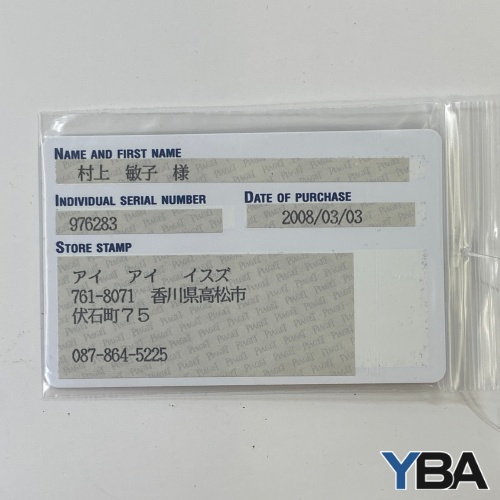 NAME AND FIRST NAME
村上 敏子 様
INDIVIDUAL SERIAL NUMBER
976283
DATE OF PURCHASE
2008/03/03
STORE STAMP
アイ アイ イスズ
761-8071 香川県高松市
伏石町７５
087-864-5225
YBA